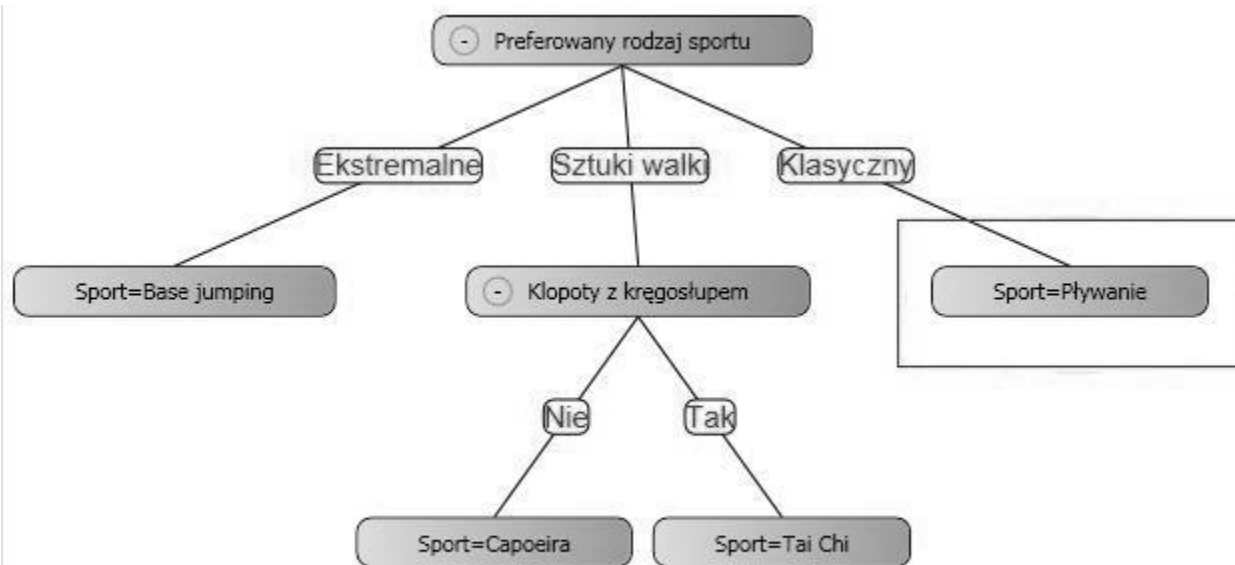 - Preferowany rodzaj sportu
Ekstremalne
Sztuki walki
Klasyczny
Sport=Base jumping
- Klopoty z kręgosłupem
Sport=Pływanie
Nie
Tak
Sport=Capoeira
Sport=Tai Chi